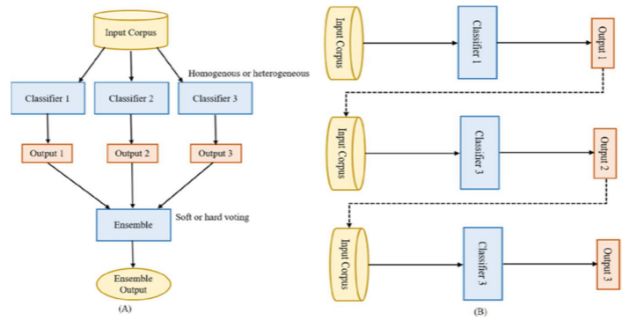 Input Corpus
Homogenous or heterogeneous
Classifier 1
Classifier 2
Classifier 3
Output 1
Output 2
Output 3
Ensemble
Soft or hard voting
Ensemble
Output
(A)
Input Corpus
Classifier 1
Output 1
Input Corpus
Classifier 3
Output 2
Input Corpus
Classifier 3
Output 3
(B)